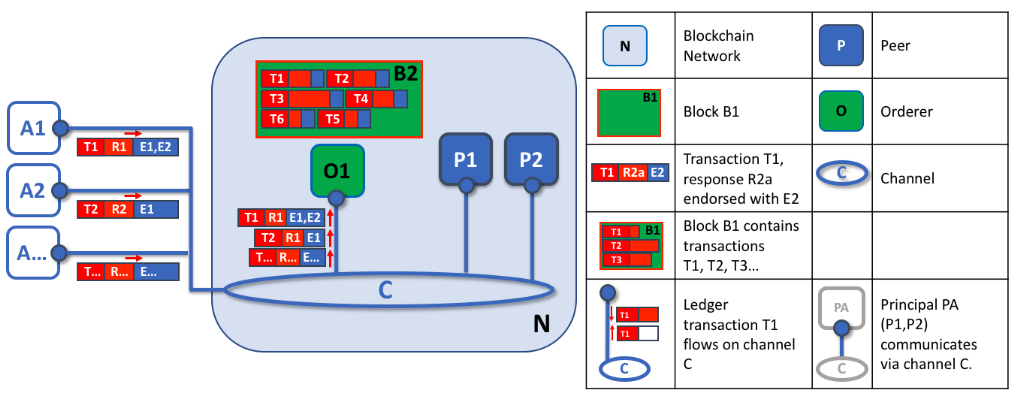 B2
T1 T2
T3 T4
T6 T5
A1
T1 R1 E1,E2
A2
T2 R2 E1
A...
T... R... E...
O1
P1
P2
T1 R1 E1,E2
T2 R1 E1
T... R... E...
C
N
N
Blockchain
Network
P
Peer
B1
Block B1
O
Orderer
T1 R2a E2
Transaction T1,
response R2a
endorsed with E2
C
Channel
T1 B1
T2
T3
Block B1 contains
transactions
T1, T2, T3...
T1
T1
C
Ledger
transaction T1
flows on channel
C
PA
C
Principal PA
(P1,P2)
communicates
via channel C.